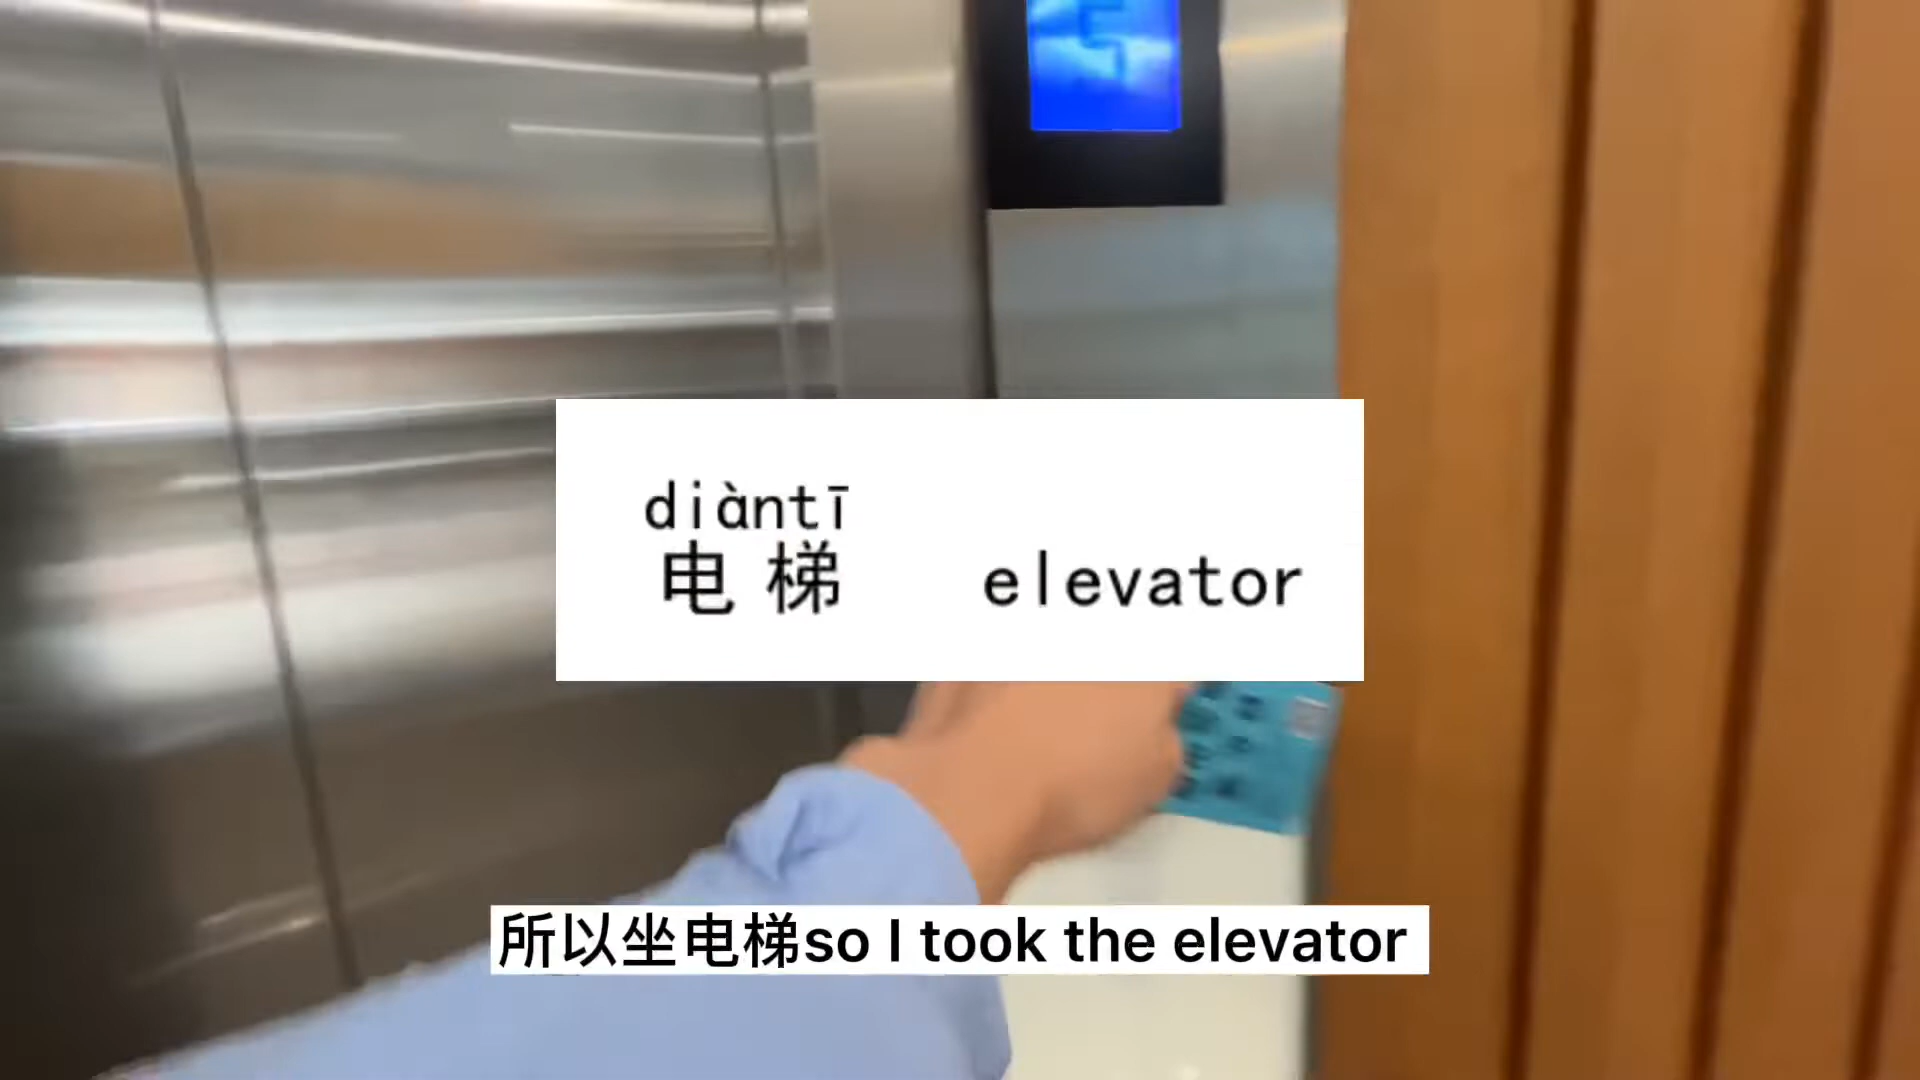 diàntī
电梯 elevator
所以坐电梯so I took the elevator